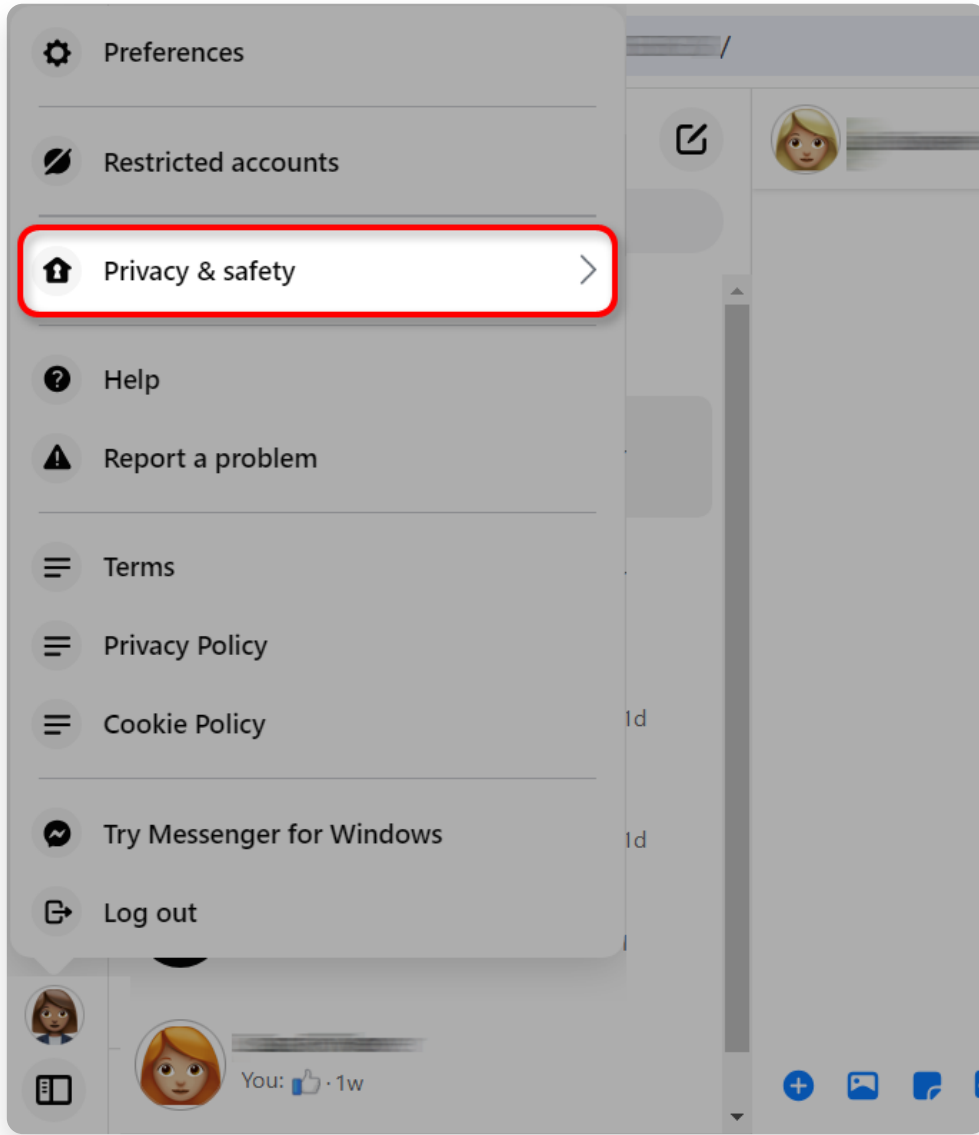 Preferences
/
Restricted accounts
Privacy & safety
Help
Report a problem
Terms
Privacy Policy
Cookie Policy
1d
Try Messenger for Windows
1d
Log out
You: 👍 · 1w